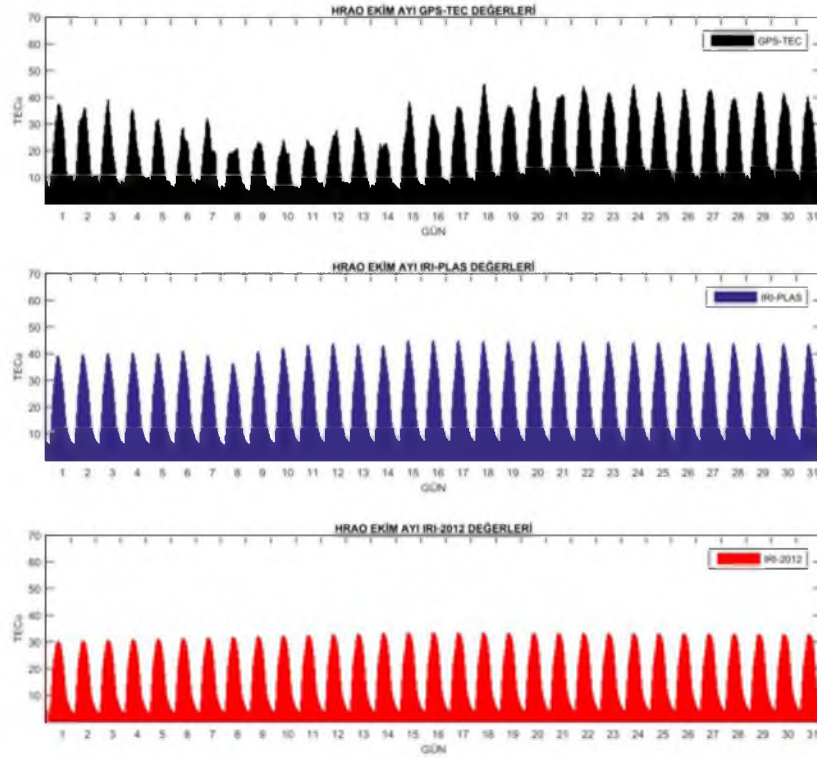 HRAO EKİM AYI GPS-TEC DEĞERLERİ
70
60
50
40
30
20
10
TECu
GPS-TEC
1 2 3 4 5 6 7 8 9 10 11 12 13 14 15 16 17 18 19 20 21 22 23 24 25 26 27 28 29 30 31
GÜN
HRAO EKİM AYI IRI-PLAS DEĞERLERİ
70
60
50
40
30
20
10
TECu
IRI-PLAS
1 2 3 4 5 6 7 8 9 10 11 12 13 14 15 16 17 18 19 20 21 22 23 24 25 26 27 28 29 30 31
GÜN
HRAO EKİM AYI IRI-2012 DEĞERLERİ
70
60
50
40
30
20
10
TECu
IRI-2012
1 2 3 4 5 6 7 8 9 10 11 12 13 14 15 16 17 18 19 20 21 22 23 24 25 26 27 28 29 30 31
GÜN